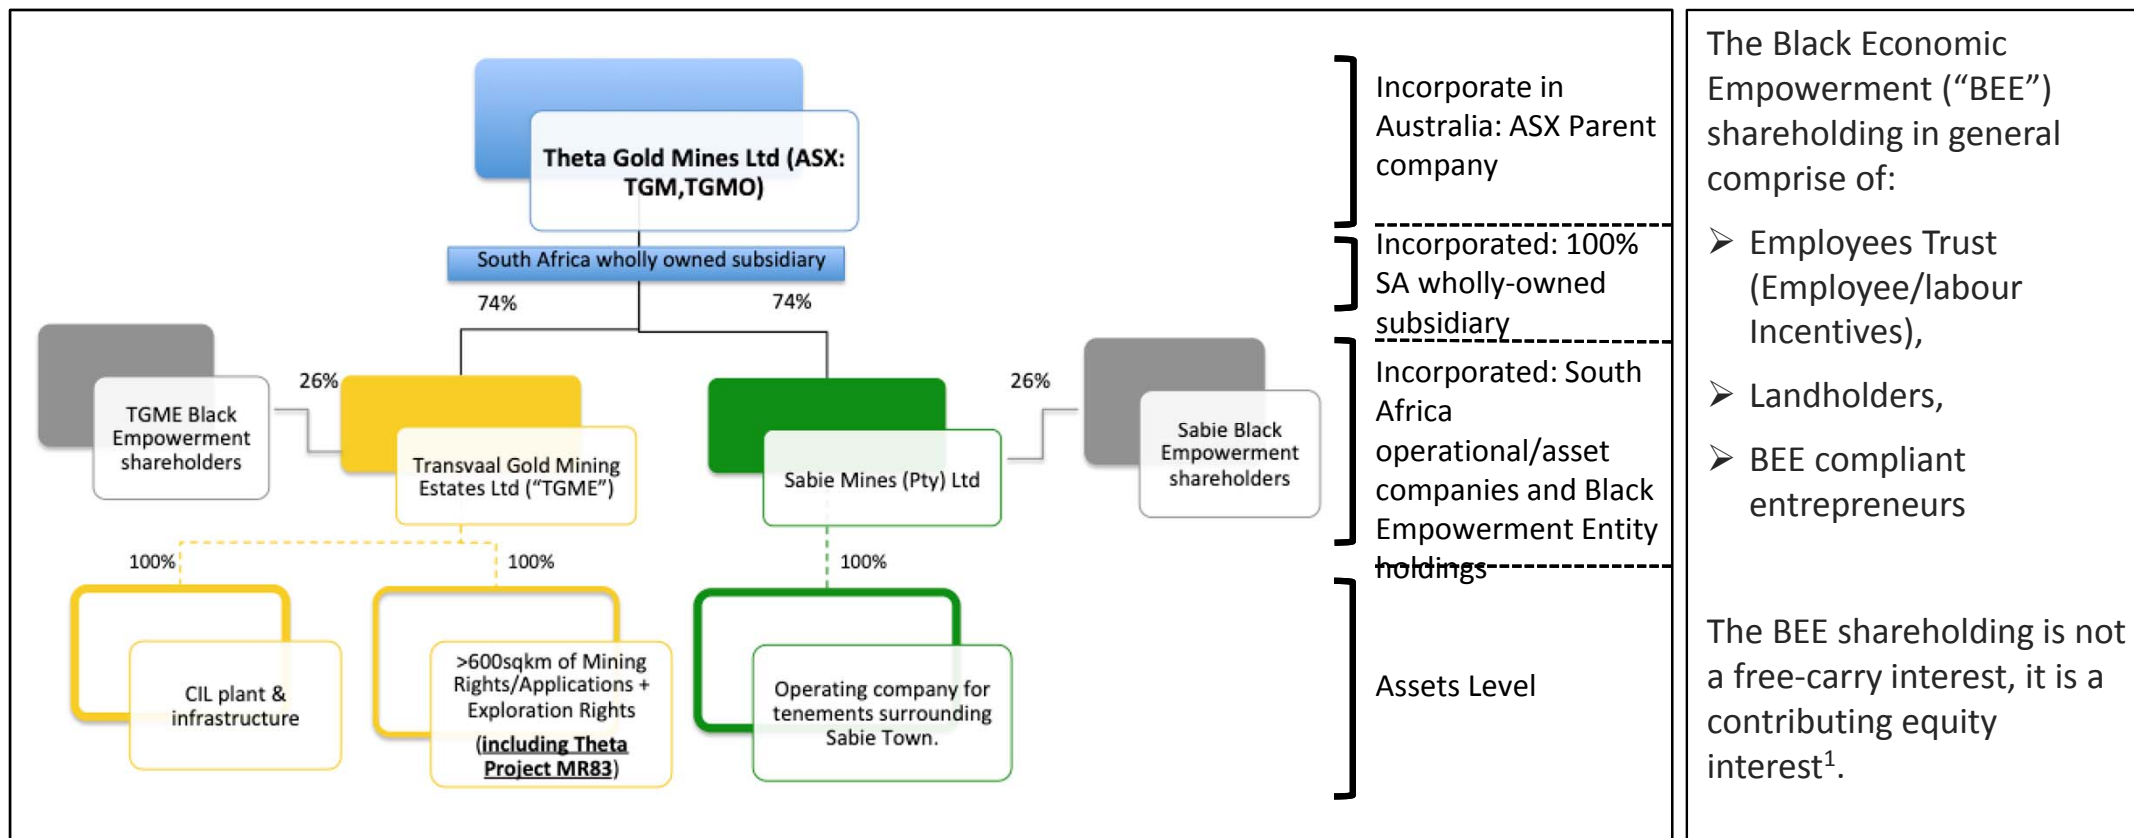 Theta Gold Mines Ltd (ASX:
TGM,TGMO)
South Africa wholly owned subsidiary
74%
74%
26%
26%
TGME Black
Empowerment
shareholders
Transvaal Gold Mining
Estates Ltd (“TGME”)
Sabie Mines (Pty) Ltd
Sabie Black
Empowerment
shareholders
100%
100%
100%
CIL plant &
infrastructure
>600sqkm of Mining
Rights/Applications +
Exploration Rights
(including Theta
Project MR83)
Operating company for
tenements surrounding
Sabie Town.
Incorporate in
Australia: ASX Parent
company
Incorporated: 100%
SA wholly-owned
subsidiary
Incorporated: South
Africa
operational/asset
companies and Black
Empowerment Entity
holdings
Assets Level
The Black Economic
Empowerment (“BEE”)
shareholding in general
comprise of:
➢ Employees Trust
(Employee/labour
Incentives),
➢ Landholders,
➢ BEE compliant
entrepreneurs
The BEE shareholding is not
a free-carry interest, it is a
contributing equity
interest¹.